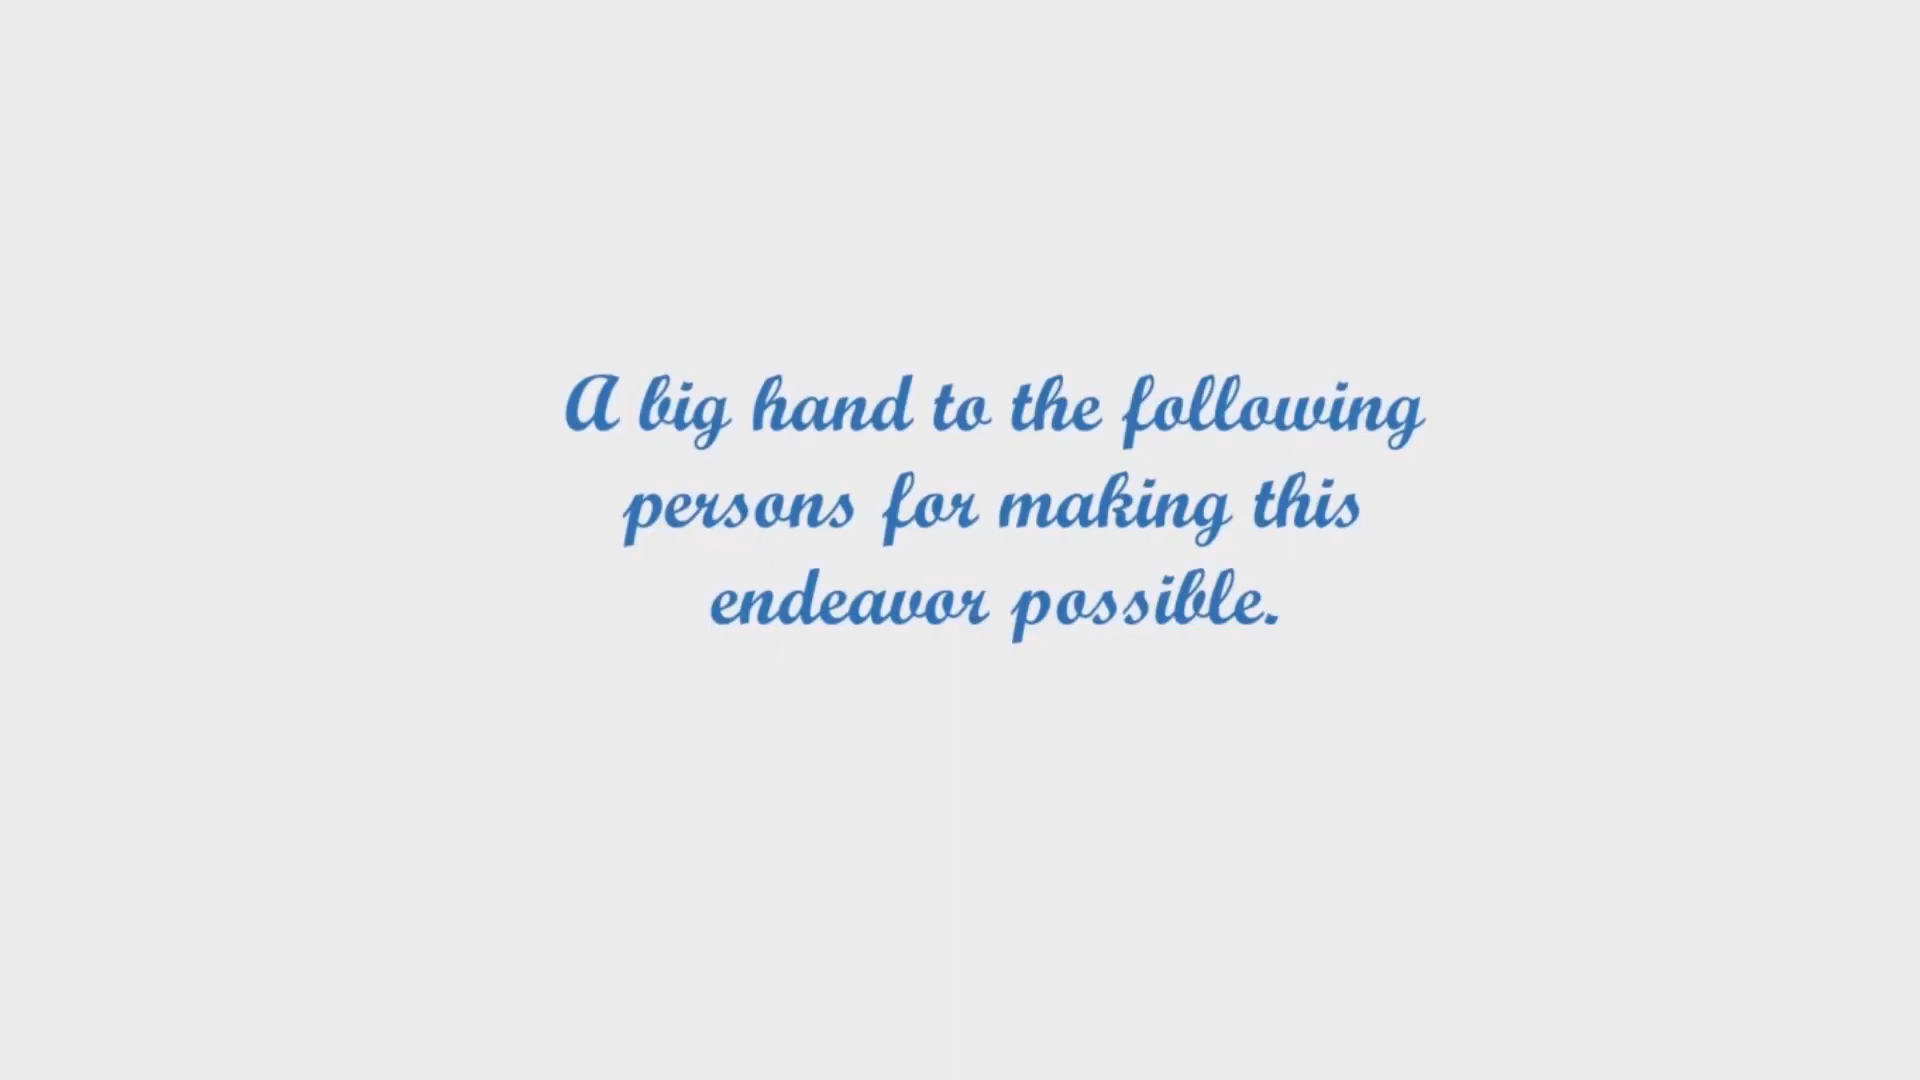 A big hand to the following
persons for making this
endeavor possible.